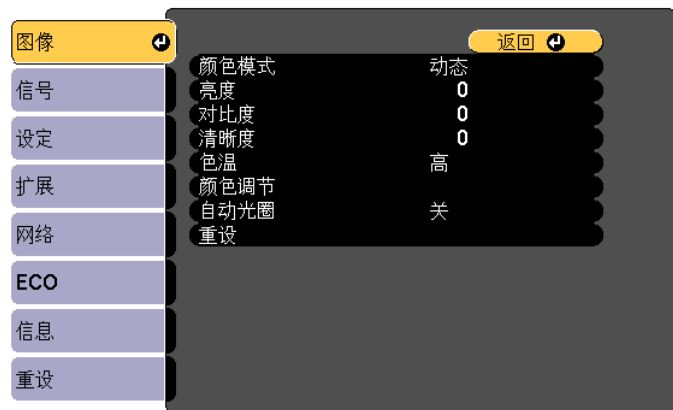 图像
信号
设定
扩展
网络
ECO
信息
重设
返回
颜色模式 动态
亮度 0
对比度 0
清晰度 0
色温 高
颜色调节
自动光圈 关
重设